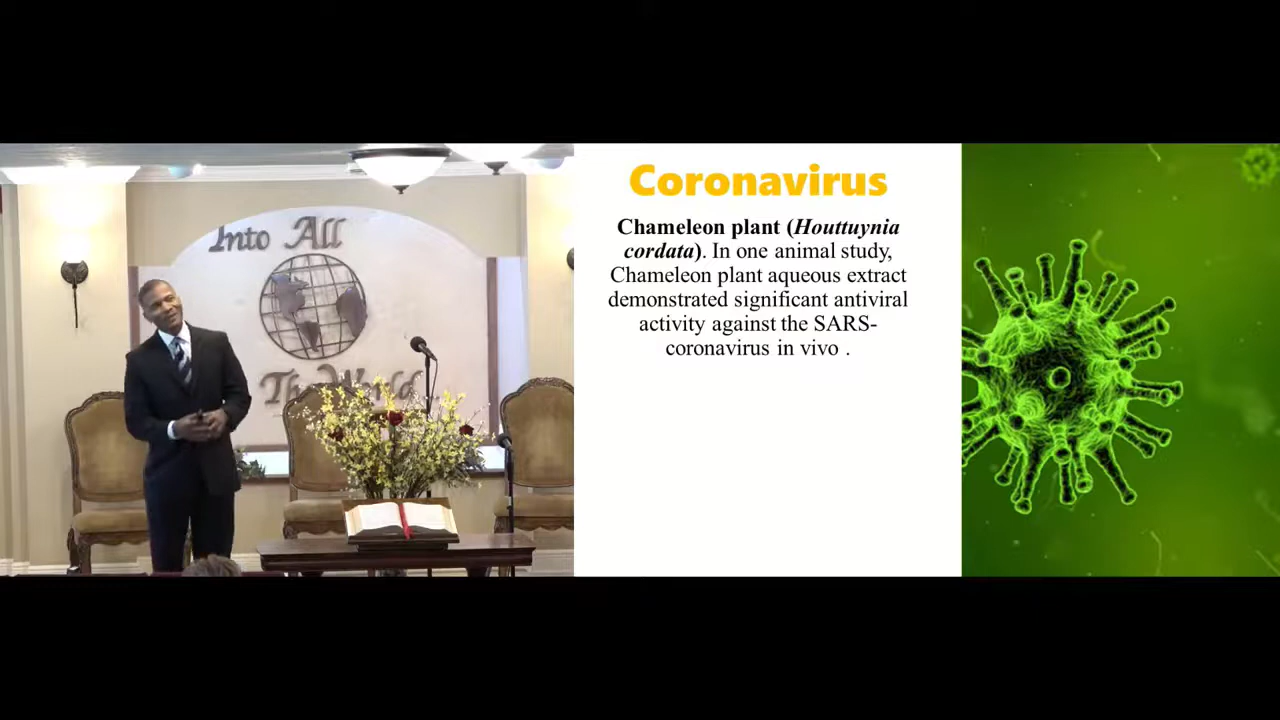 Into All
The World
Coronavirus
Chameleon plant (Houttuynia
cordata). In one animal study,
Chameleon plant aqueous extract
demonstrated significant antiviral
activity against the SARS-
coronavirus in vivo .